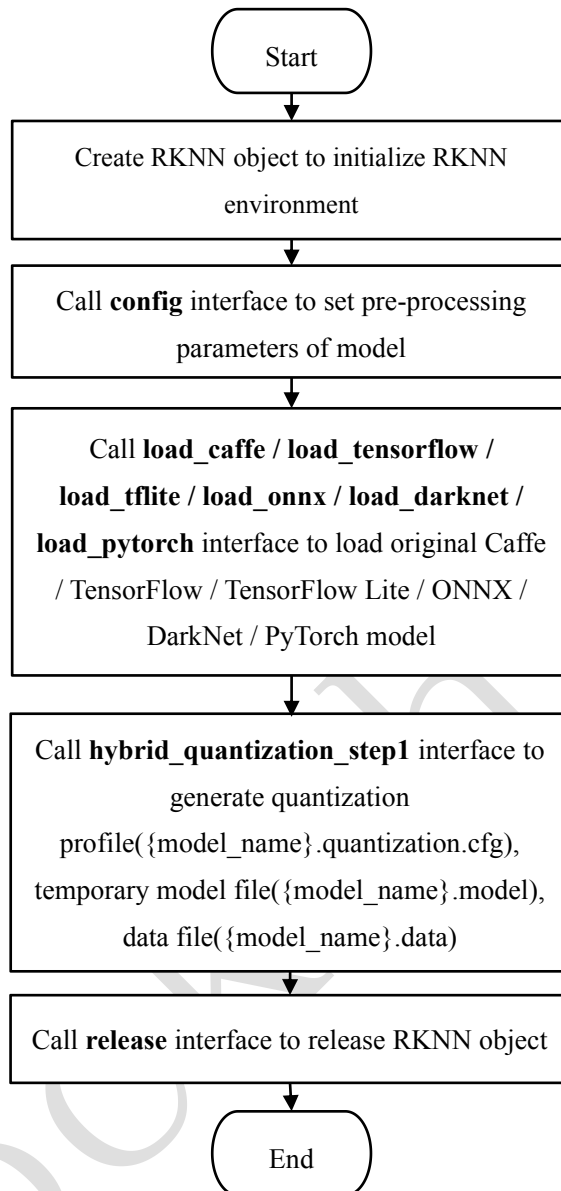 Start
Create RKNN object to initialize RKNN
environment
Call config interface to set pre-processing
parameters of model
Call load_caffe / load_tensorflow /
load_tflite / load_onnx / load_darknet /
load_pytorch interface to load original Caffe
/ TensorFlow / TensorFlow Lite / ONNX /
DarkNet / PyTorch model
Call hybrid_quantization_step1 interface to
generate quantization
profile({model_name}.quantization.cfg),
temporary model file({model_name}.model),
data file({model_name}.data)
Call release interface to release RKNN object
End